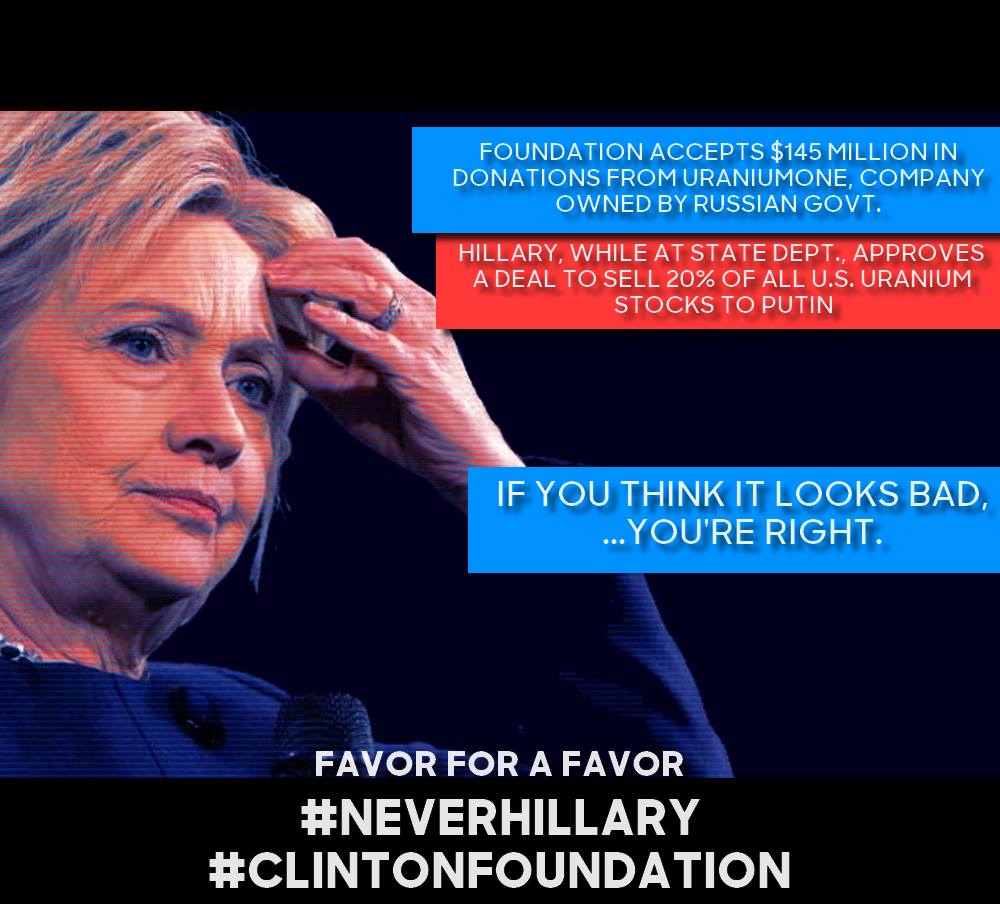 FOUNDATION ACCEPTS $145 MILLION IN
DONATIONS FROM URANIUMONE, COMPANY
OWNED BY RUSSIAN GOVT.
HILLARY, WHILE AT STATE DEPT., APPROVES
A DEAL TO SELL 20% OF ALL U.S. URANIUM
STOCKS TO PUTIN
IF YOU THINK IT LOOKS BAD,
...YOU'RE RIGHT.
FAVOR FOR A FAVOR
#NEVERHILLARY
#CLINTONFOUNDATION